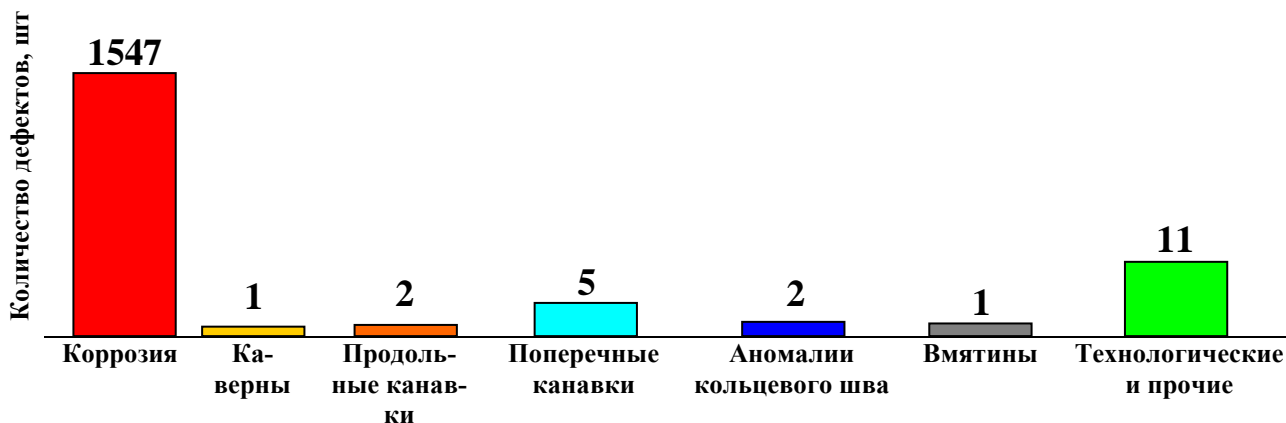 Количество дефектов, шт
1547
1
2
5
2
1
11
Коррозия
Ка-
верны
Продоль-
ные канав-
ки
Поперечные
канавки
Аномалии
кольцевого шва
Вмятины
Технологические
и прочие